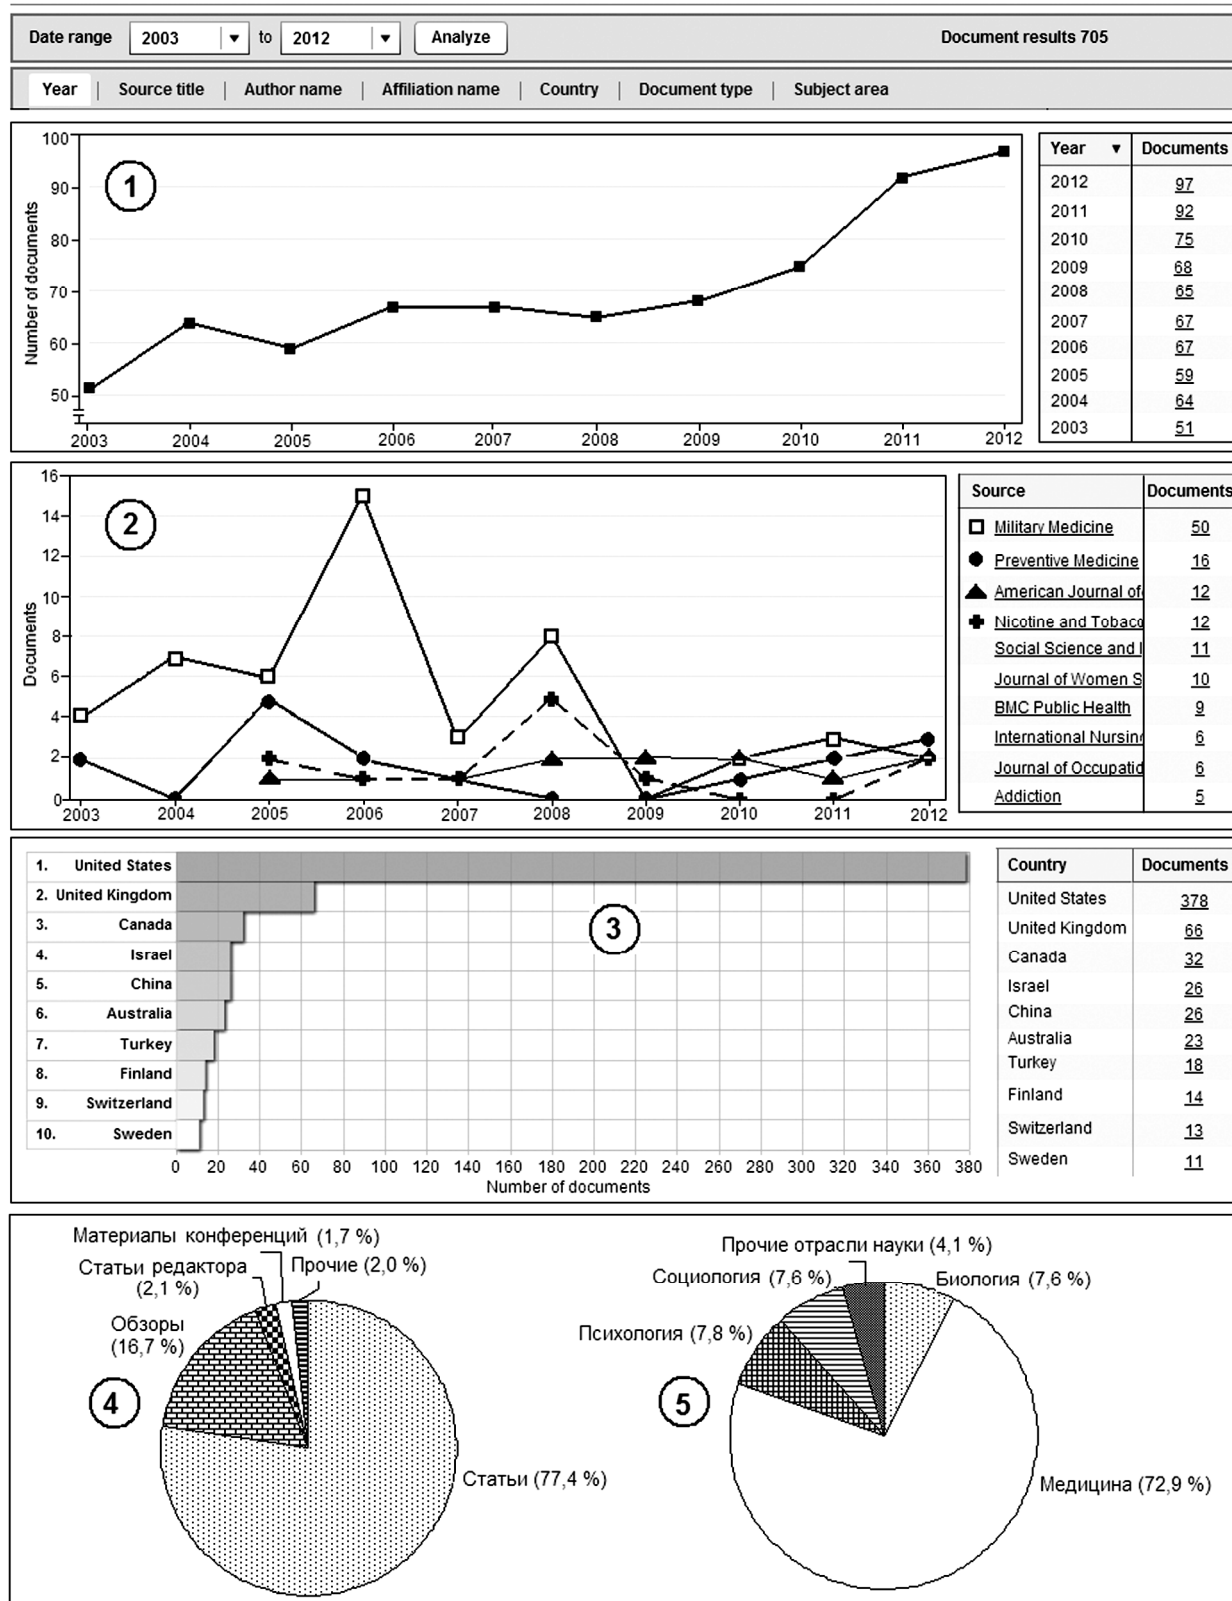 Date range 2003 to 2012 Analyze Document results 705
Year | Source title | Author name | Affiliation name | Country | Document type | Subject area
1
Number of documents
100
90
80
70
60
50
2003 2004 2005 2006 2007 2008 2009 2010 2011 2012
Year ▼ Documents
2012 97
2011 92
2010 75
2009 68
2008 65
2007 67
2006 67
2005 59
2004 64
2003 51
2
Documents
16
14
12
10
8
6
4
2
0
2003 2004 2005 2006 2007 2008 2009 2010 2011 2012
Source Documents
Military Medicine 50
Preventive Medicine 16
American Journal of 12
Nicotine and Tobacc 12
Social Science and 11
Journal of Women S 10
BMC Public Health 9
International Nursin 6
Journal of Occupati 6
Addiction 5
1. United States
2. United Kingdom
3. Canada
4. Israel
5. China
6. Australia
7. Turkey
8. Finland
9. Switzerland
10. Sweden
3
0 20 40 60 80 100 120 140 160 180 200 220 240 260 280 300 320 340 360 380
Number of documents
Country Documents
United States 378
United Kingdom 66
Canada 32
Israel 26
China 26
Australia 23
Turkey 18
Finland 14
Switzerland 13
Sweden 11
Материалы конференций (1,7 %)
Статьи редактора
(2,1 %)
Прочие (2,0 %)
Обзоры
(16,7 %)
4
Статьи (77,4 %)
Прочие отрасли науки (4,1 %)
Социология (7,6 %)
Биология (7,6 %)
Психология (7,8 %)
5
Медицина (72,9 %)